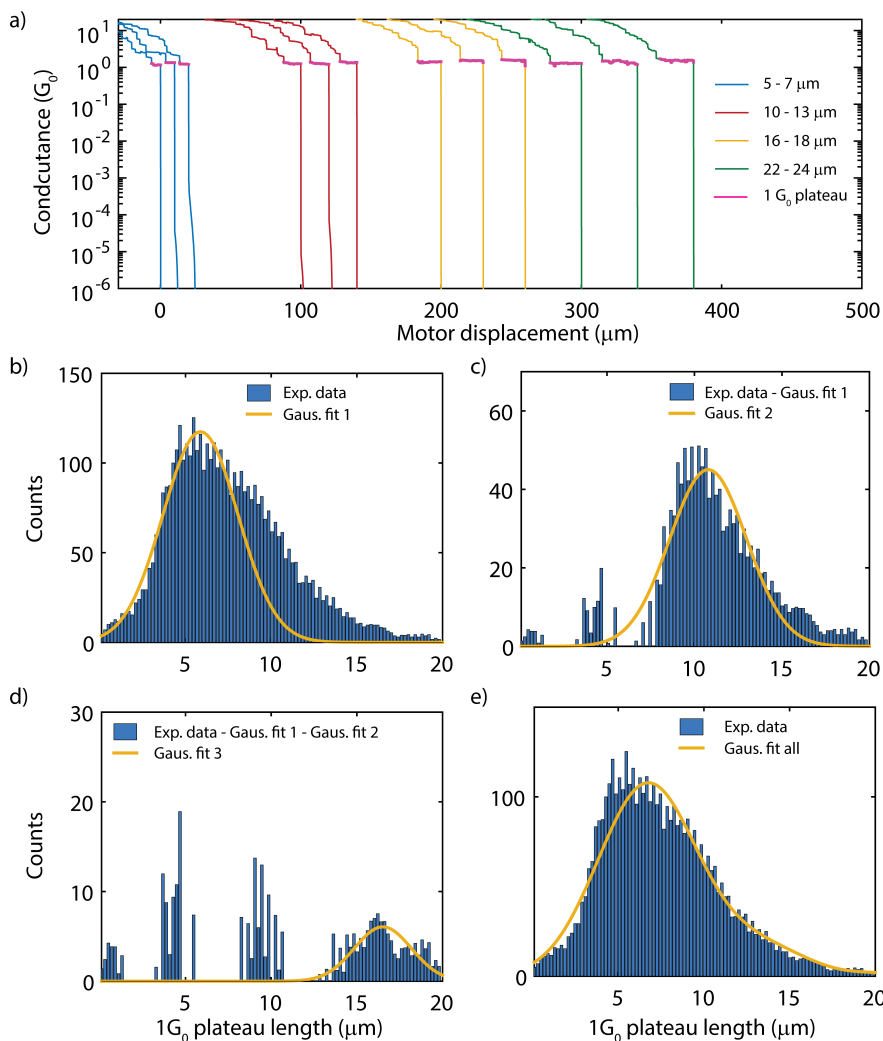 a)
Condcutance (G₀)
10¹
10⁰
10⁻¹
10⁻²
10⁻³
10⁻⁴
10⁻⁵
10⁻⁶
5 - 7 μm
10 - 13 μm
16 - 18 μm
22 - 24 μm
1 G₀ plateau
0 100 200 300 400 500
Motor displacement (μm)
b)
Counts
150
100
50
0
Exp. data
Gaus. fit 1
5 10 15 20
c)
60
40
20
0
Exp. data - Gaus. fit 1
Gaus. fit 2
5 10 15 20
d)
Counts
30
20
10
0
Exp. data - Gaus. fit 1 - Gaus. fit 2
Gaus. fit 3
5 10 15 20
1G₀ plateau length (μm)
e)
100
0
Exp. data
Gaus. fit all
5 10 15 20
1G₀ plateau length (μm)